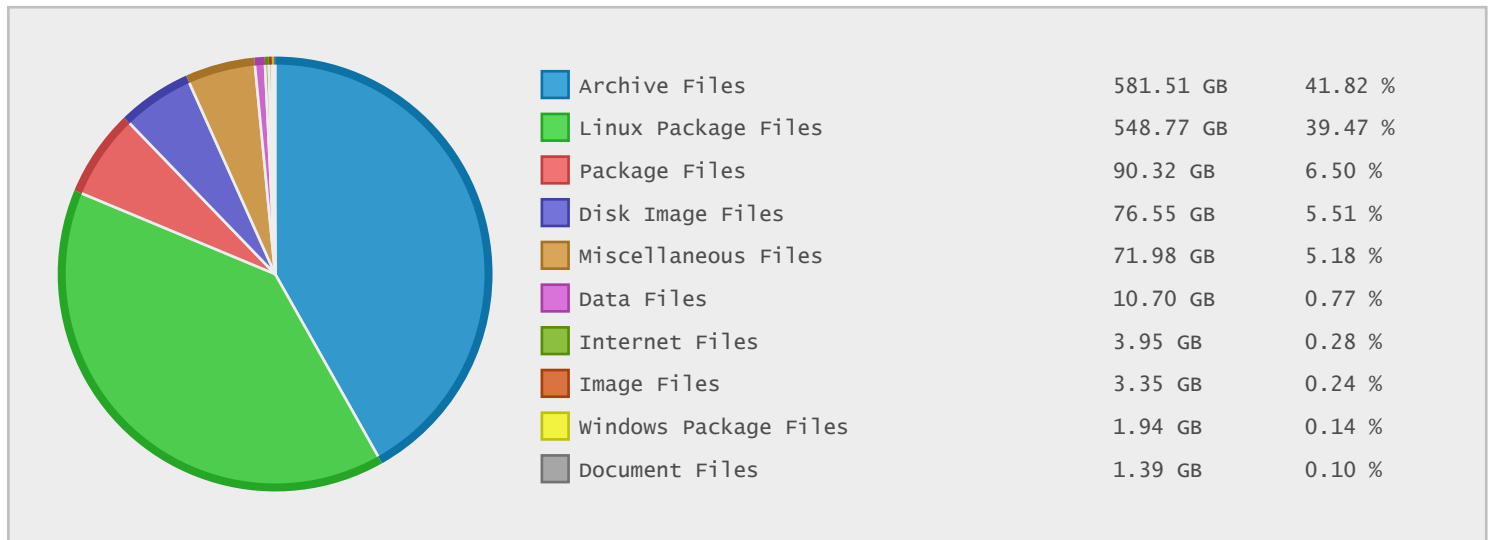 Archive Files 581.51 GB 41.82 %
Linux Package Files 548.77 GB 39.47 %
Package Files 90.32 GB 6.50 %
Disk Image Files 76.55 GB 5.51 %
Miscellaneous Files 71.98 GB 5.18 %
Data Files 10.70 GB 0.77 %
Internet Files 3.95 GB 0.28 %
Image Files 3.35 GB 0.24 %
Windows Package Files 1.94 GB 0.14 %
Document Files 1.39 GB 0.10 %